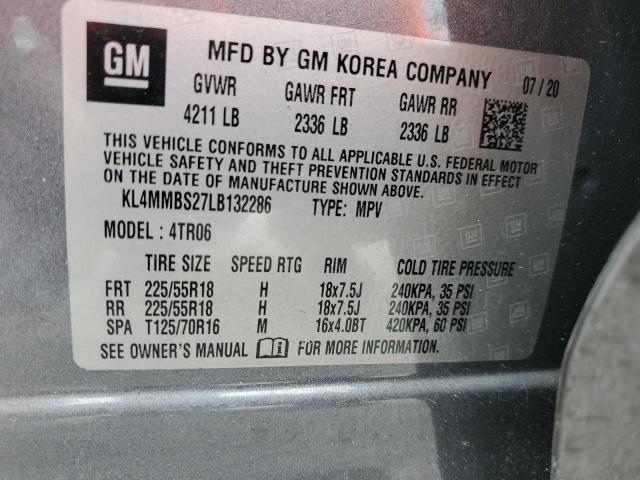 GM
MFD BY GM KOREA COMPANY 07/20
GVWR GAWR FRT GAWR RR
4211 LB 2336 LB 2336 LB
THIS VEHICLE CONFORMS TO ALL APPLICABLE U.S. FEDERAL MOTOR
VEHICLE SAFETY AND THEFT PREVENTION STANDARDS IN EFFECT
ON THE DATE OF MANUFACTURE SHOWN ABOVE.
KL4MMBS27LB132286 TYPE: MPV
MODEL: 4TR06
TIRE SIZE SPEED RTG RIM COLD TIRE PRESSURE
FRT 225/55R18 H 18x7.5J 240KPA, 35 PSI
RR 225/55R18 H 18x7.5J 240KPA, 35 PSI
SPA T125/70R16 M 16x4.0BT 420KPA, 60 PSI
SEE OWNER'S MANUAL FOR MORE INFORMATION.